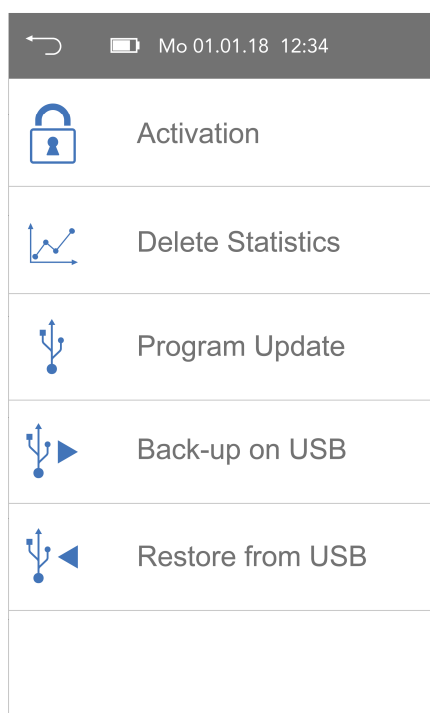 Mo 01.01.18 12:34
Activation
Delete Statistics
Program Update
Back-up on USB
Restore from USB